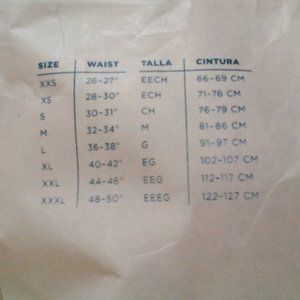 SIZE WAIST TALLA CINTURA
XXS 26-27" EECH 66-69 CM
XS 28-30" ECH 71-76 CM
S 30-31" CH 76-79 CM
M 32-34" M 81-86 CM
L 36-38" G 91-97 CM
XL 40-42" EG 102-107 CM
XXL 44-46" EEG 112-117 CM
XXXL 48-50" EEEG 122-127 CM